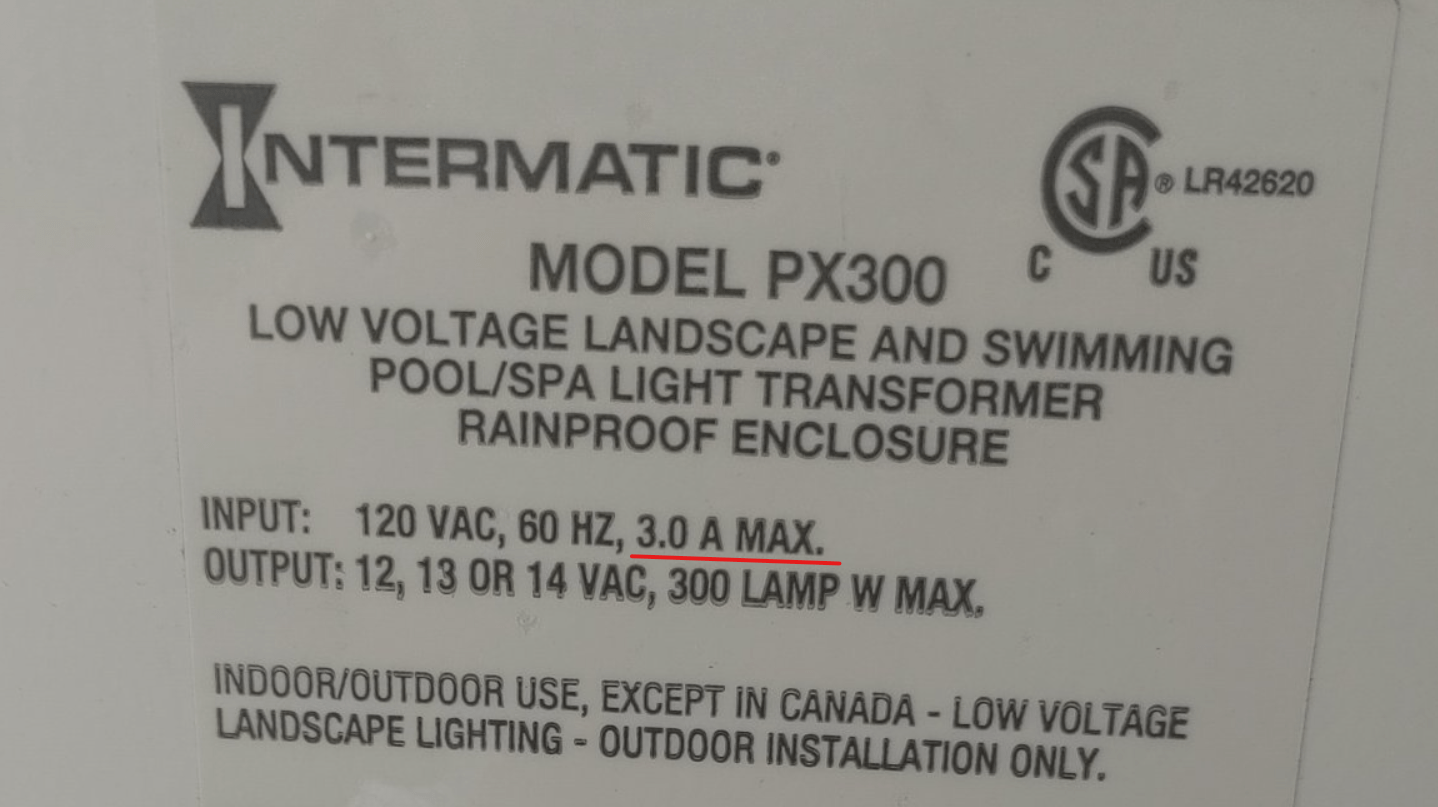 INTERMATIC®
CSA® LR42620
C US
MODEL PX300
LOW VOLTAGE LANDSCAPE AND SWIMMING
POOL/SPA LIGHT TRANSFORMER
RAINPROOF ENCLOSURE
INPUT: 120 VAC, 60 HZ, 3.0 A MAX.
OUTPUT: 12, 13 OR 14 VAC, 300 LAMP W MAX.
INDOOR/OUTDOOR USE, EXCEPT IN CANADA - LOW VOLTAGE
LANDSCAPE LIGHTING - OUTDOOR INSTALLATION ONLY.